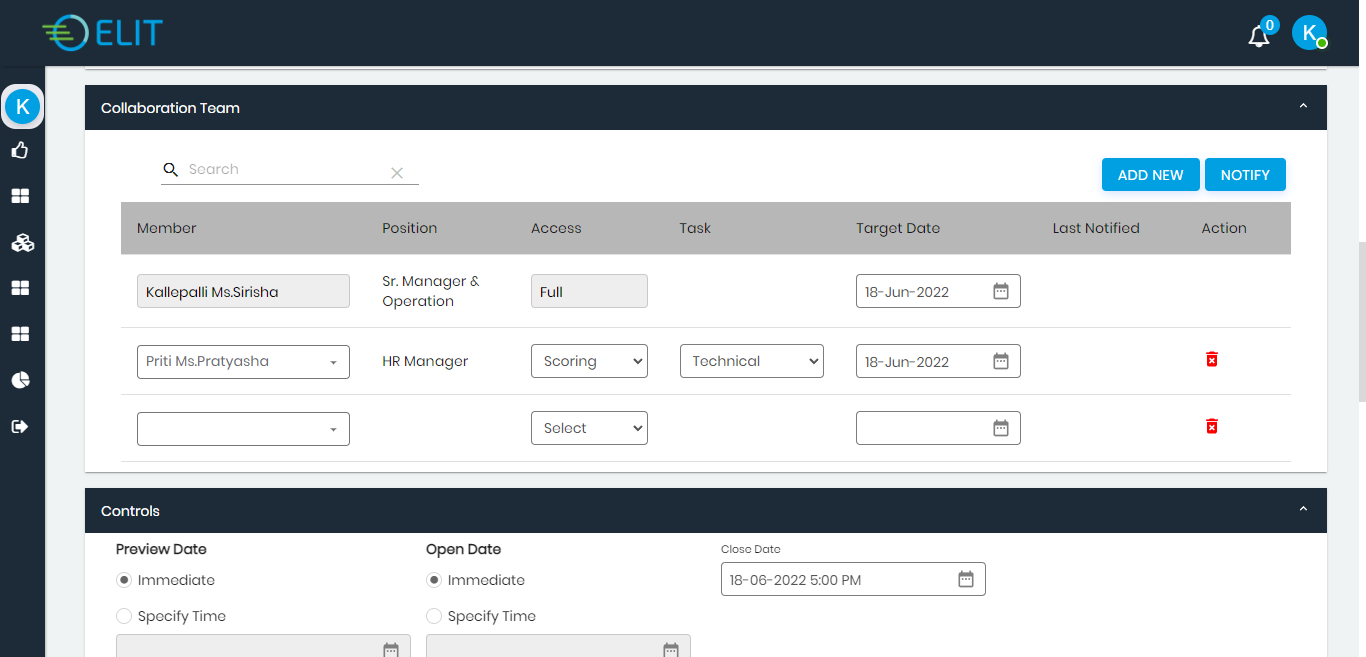 ELIT
0
K
K
Collaboration Team
Search
ADD NEW
NOTIFY
Member Position Access Task Target Date Last Notified Action
Kallepalli Ms.Sirisha
Sr. Manager &
Operation
Full
18-Jun-2022
Priti Ms.Pratyasha
HR Manager
Scoring
Technical
18-Jun-2022
Select
Controls
Preview Date
Immediate
Specify Time
Open Date
Immediate
Specify Time
Close Date
18-06-2022 5:00 PM